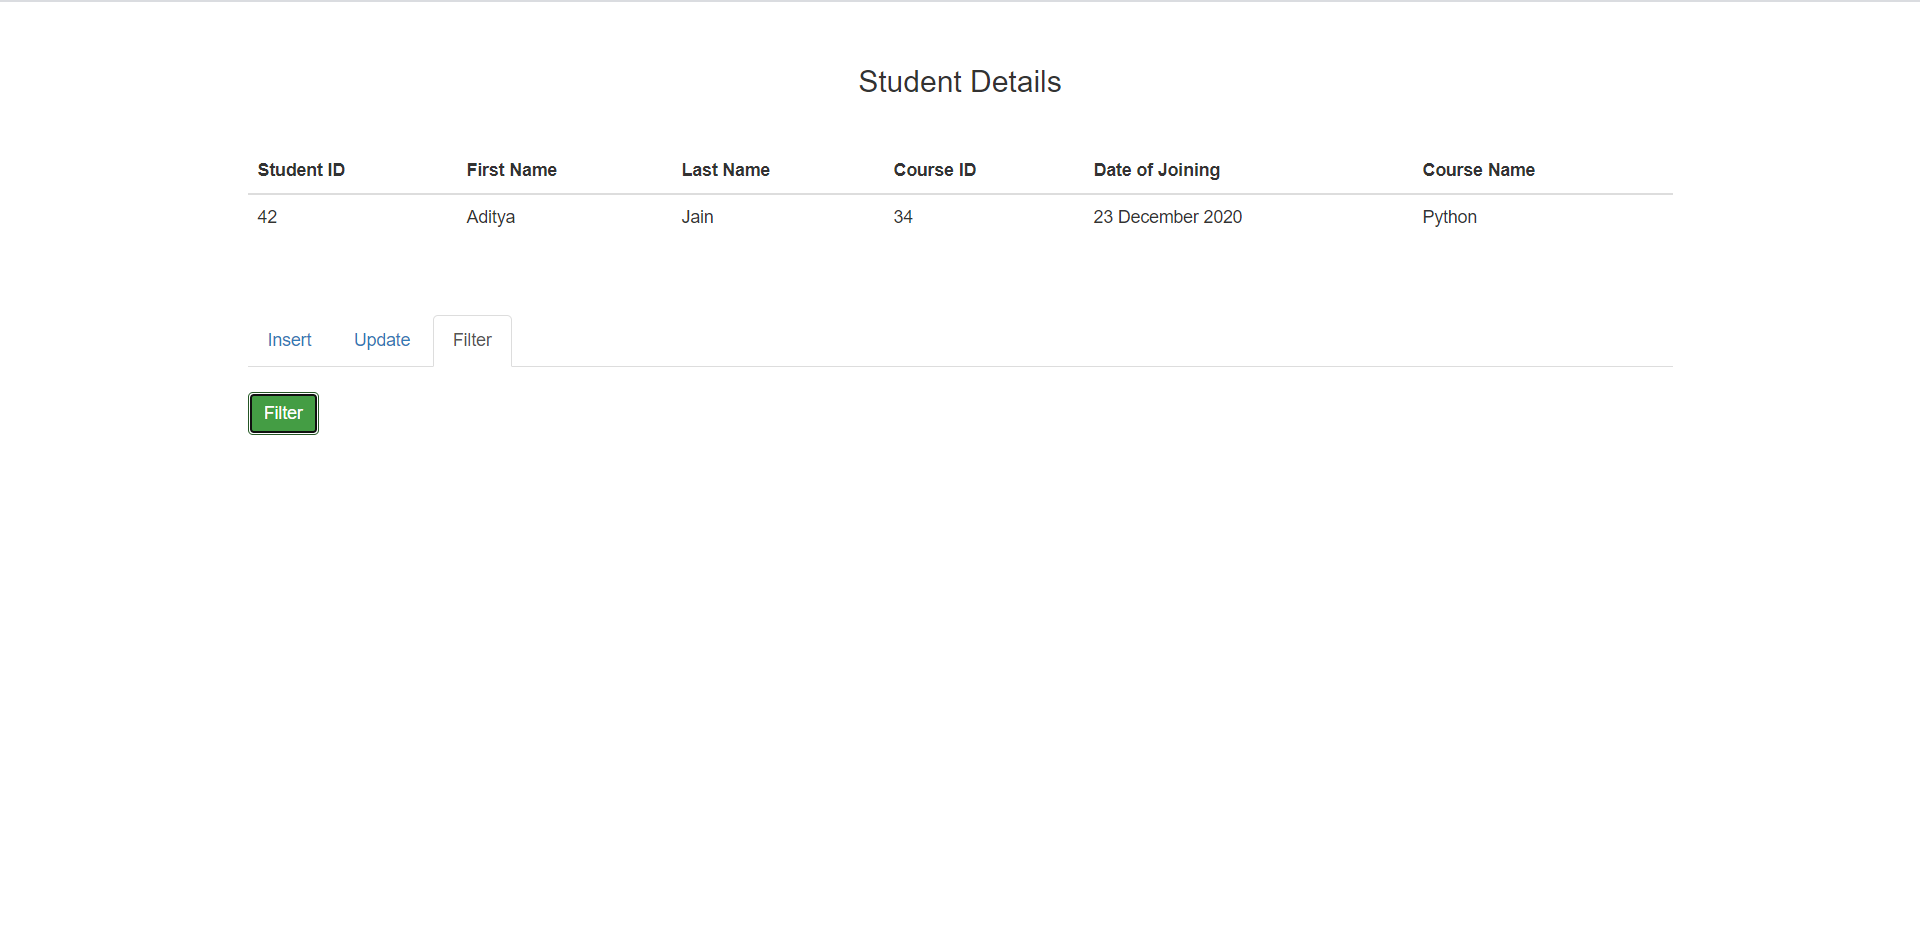 Student Details
Student ID First Name Last Name Course ID Date of Joining Course Name
42 Aditya Jain 34 23 December 2020 Python
Insert Update Filter
Filter